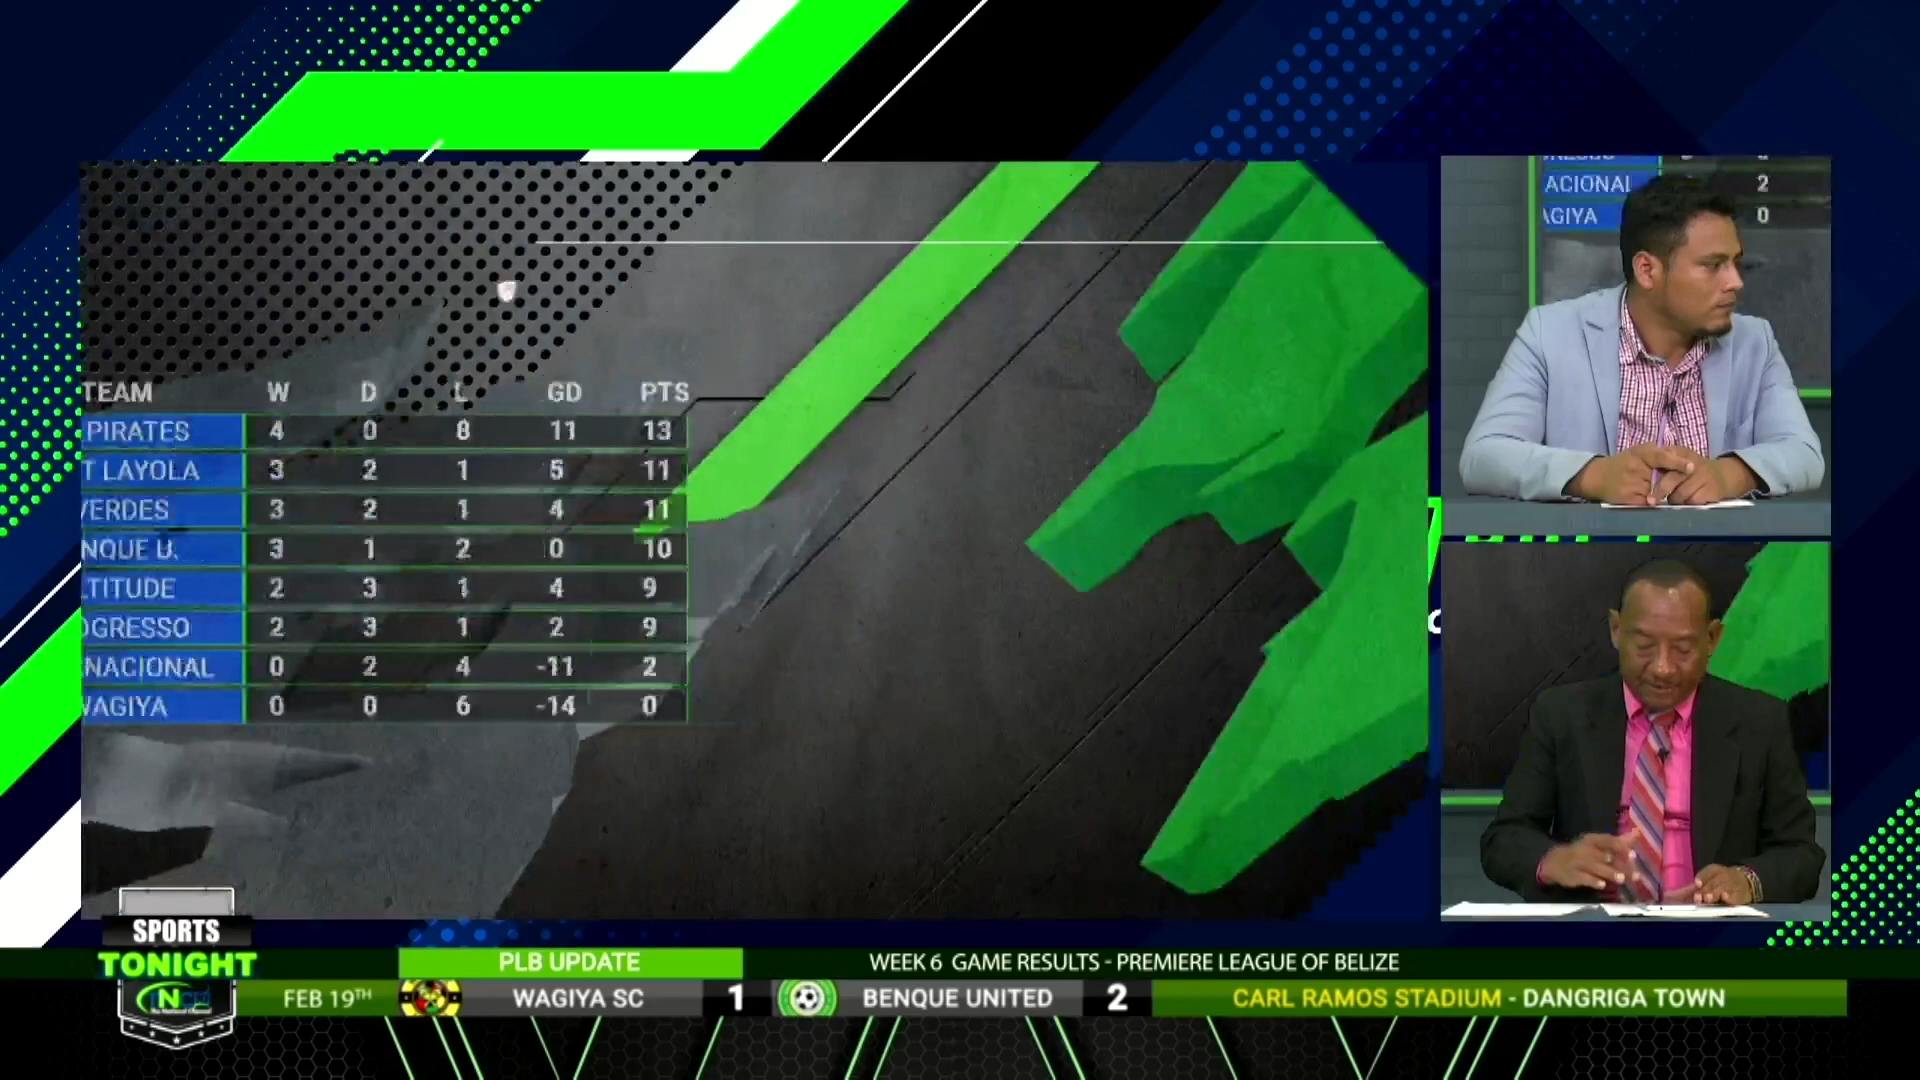 TEAM W D L GD PTS
PIRATES 4 0 8 11 13
T LAYOLA 3 2 1 5 11
VERDES 3 2 1 4 11
NQUE U. 3 1 2 0 10
LTITUDE 2 3 1 4 9
OGRESSO 2 3 1 2 9
NACIONAL 0 2 4 -11 2
WAGIYA 0 0 6 -14 0
ACIONAL 2
AGIYA 0
SPORTS
TONIGHT
PLB UPDATE
WEEK 6 GAME RESULTS - PREMIERE LEAGUE OF BELIZE
FEB 19TH WAGIYA SC 1 BENQUE UNITED 2 CARL RAMOS STADIUM - DANGRIGA TOWN